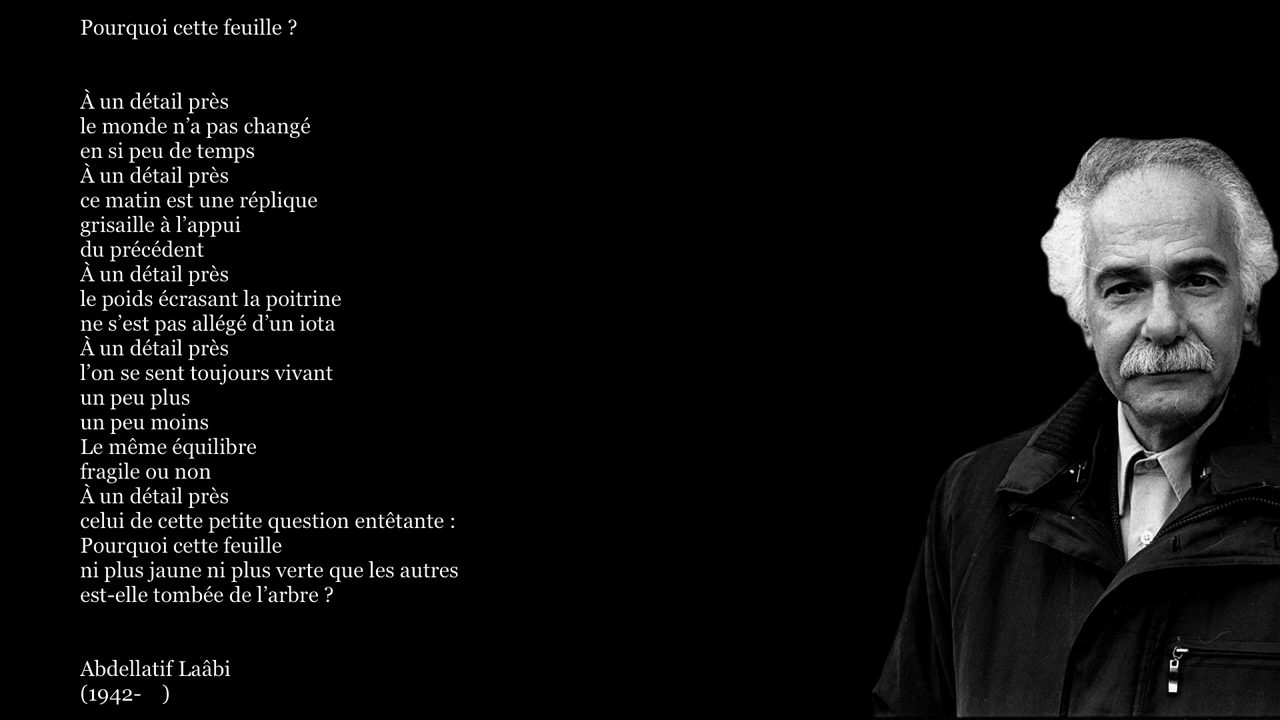 Pourquoi cette feuille ?
À un détail près
le monde n’a pas changé
en si peu de temps
À un détail près
ce matin est une réplique
grisaille à l’appui
du précédent
À un détail près
le poids écrasant la poitrine
ne s’est pas allégé d’un iota
À un détail près
l’on se sent toujours vivant
un peu plus
un peu moins
Le même équilibre
fragile ou non
À un détail près
celui de cette petite question entêtante :
Pourquoi cette feuille
ni plus jaune ni plus verte que les autres
est-elle tombée de l’arbre ?
Abdellatif Laâbi
(1942-    )